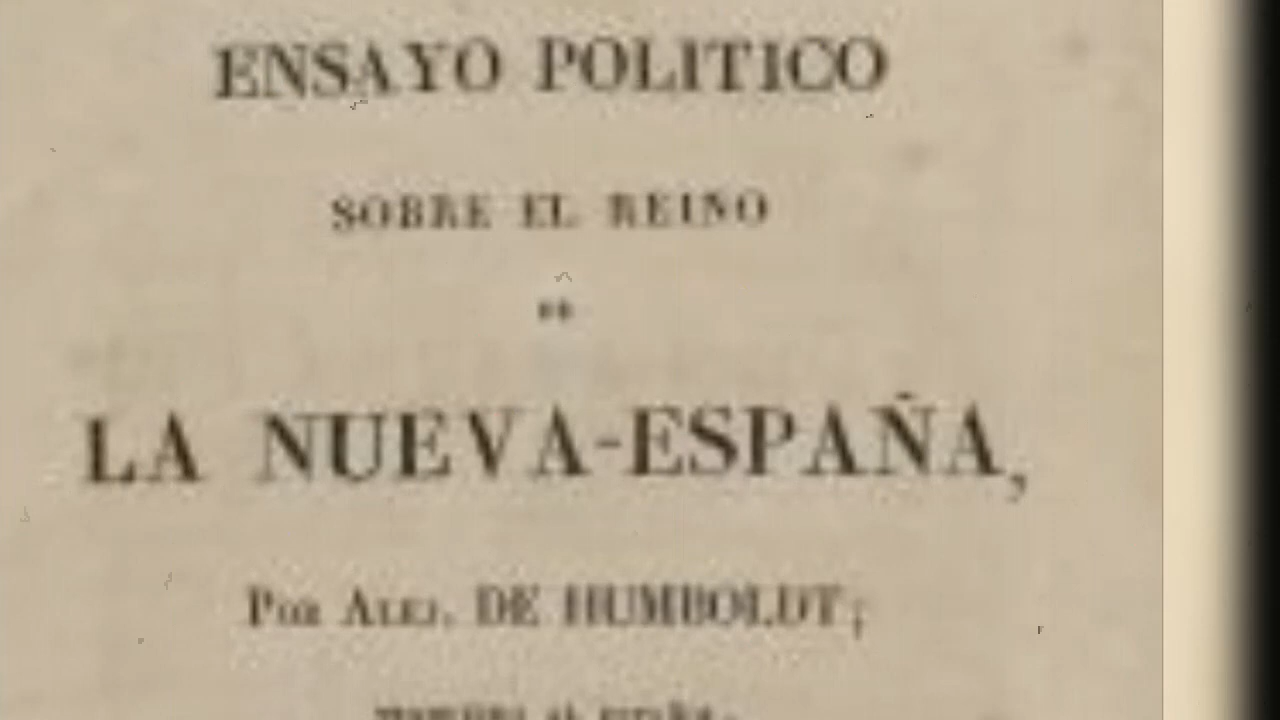 ENSAYO POLITICO
SOBRE EL REINO
LA NUEVA-ESPAÑA,
Por Alej. DE HUMBOLDT;